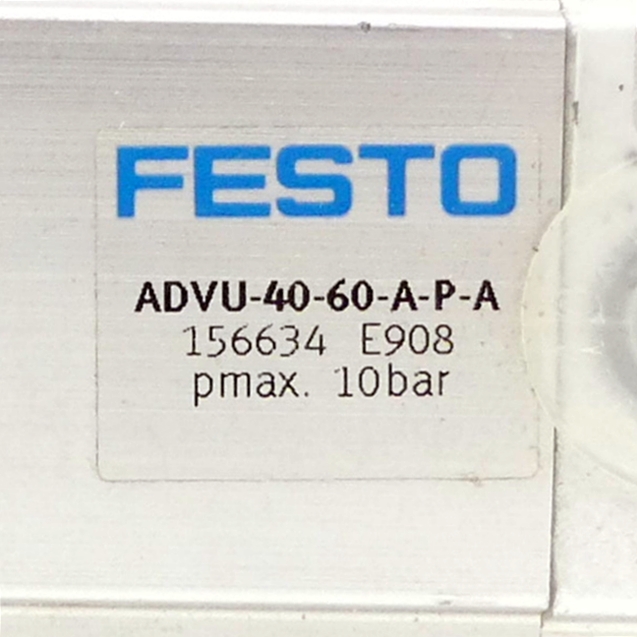 FESTO
ADVU-40-60-A-P-A
156634 E908
pmax. 10bar